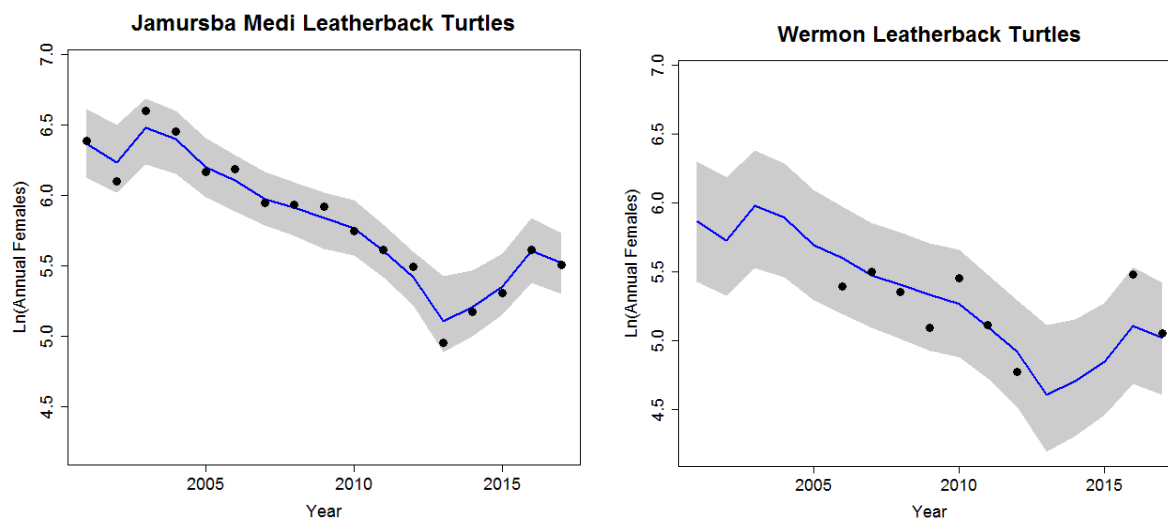 Jamursba Medi Leatherback Turtles
Ln(Annual Females)
7.0
6.5
6.0
5.5
5.0
4.5
2005 2010 2015
Year
Wermon Leatherback Turtles
Ln(Annual Females)
7.0
6.5
6.0
5.5
5.0
4.5
2005 2010 2015
Year